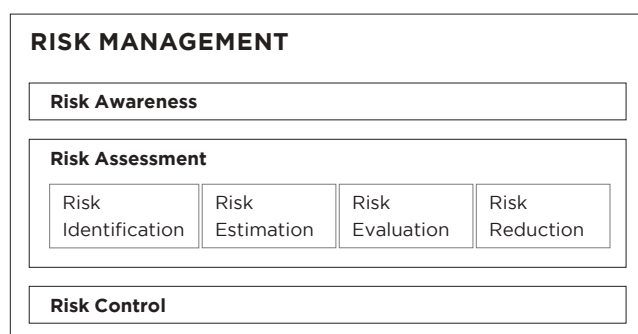 RISK MANAGEMENT
Risk Awareness
Risk Assessment
Risk
Identification
Risk
Estimation
Risk
Evaluation
Risk
Reduction
Risk Control